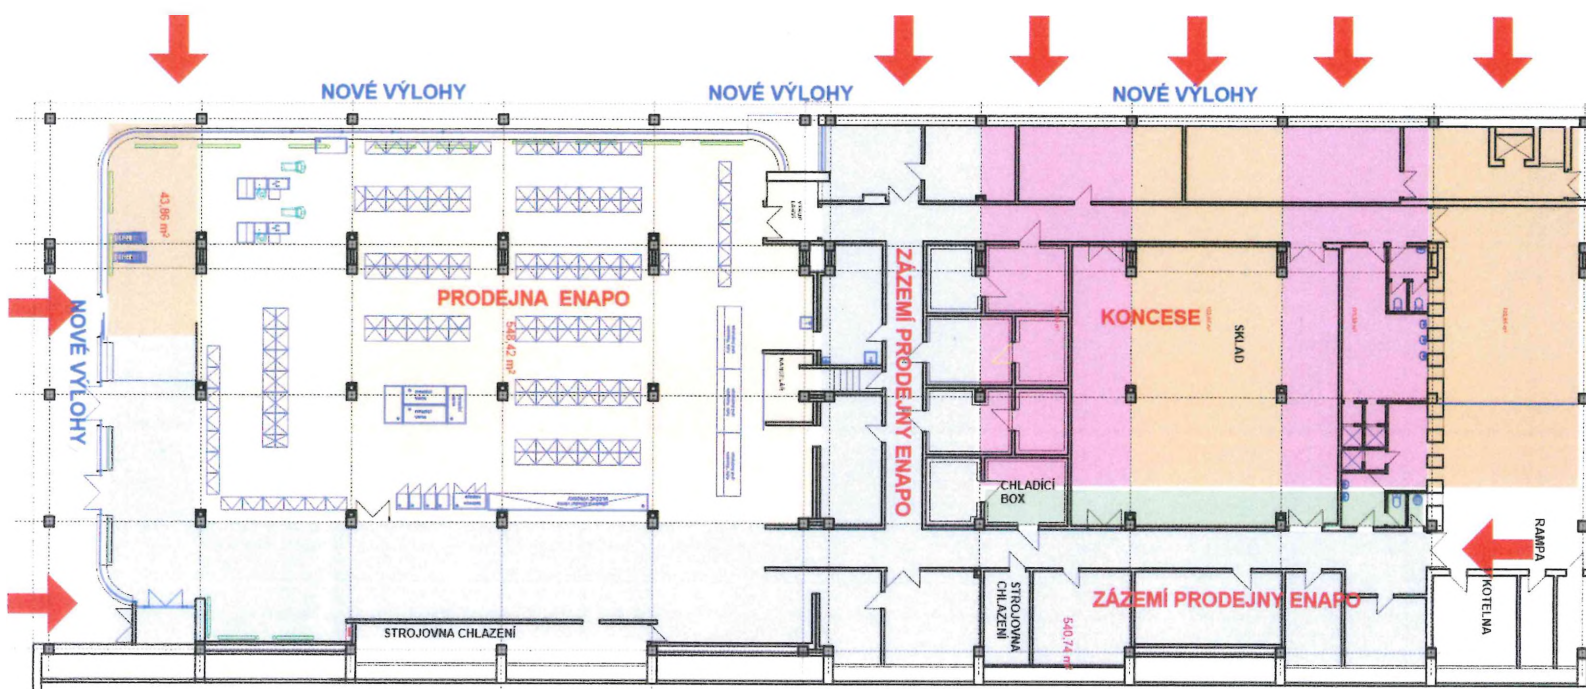 NOVÉ VÝLOHY
NOVÉ VÝLOHY
NOVÉ VÝLOHY
43,86 m²
NOVÉ VÝLOHY
PRODEJNA ENAPO
548,42 m²
ZÁZEMÍ PRODEJNY ENAPO
KONCESE
SKLAD
CHLADÍCÍ
BOX
RAMPA
STROJOVNA CHLAZENÍ
STROJOVNA
CHLAZENÍ
540,74 m²
ZÁZEMÍ PRODEJNY ENAPO
KOTELNA